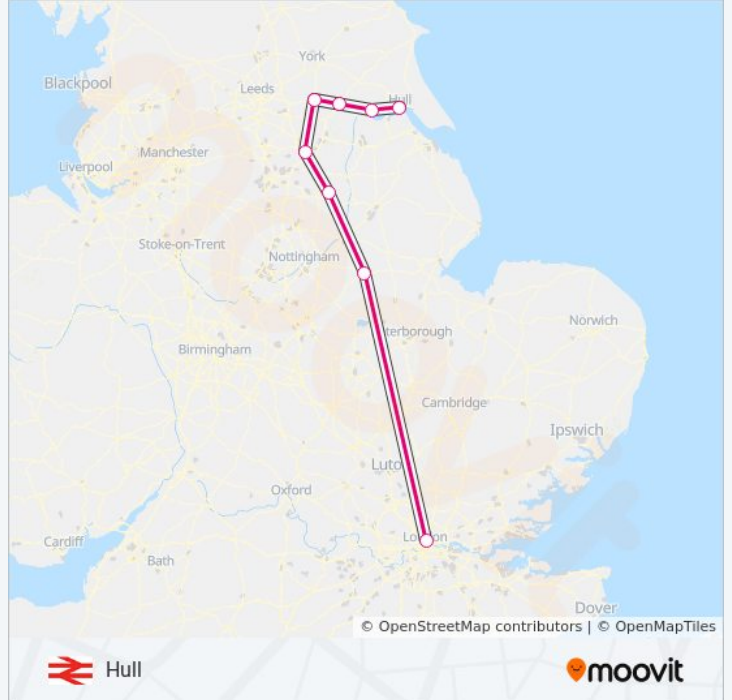 York
Blackpool
Leeds
Hull
Manchester
Liverpool
Stoke-on-Trent
Nottingham
terborough
Norwich
Birmingham
Cambridge
Ipswich
Luto
Oxford
London
Cardiff
Bath
Dover
© OpenStreetMap contributors | © OpenMapTiles
Hull
moovit